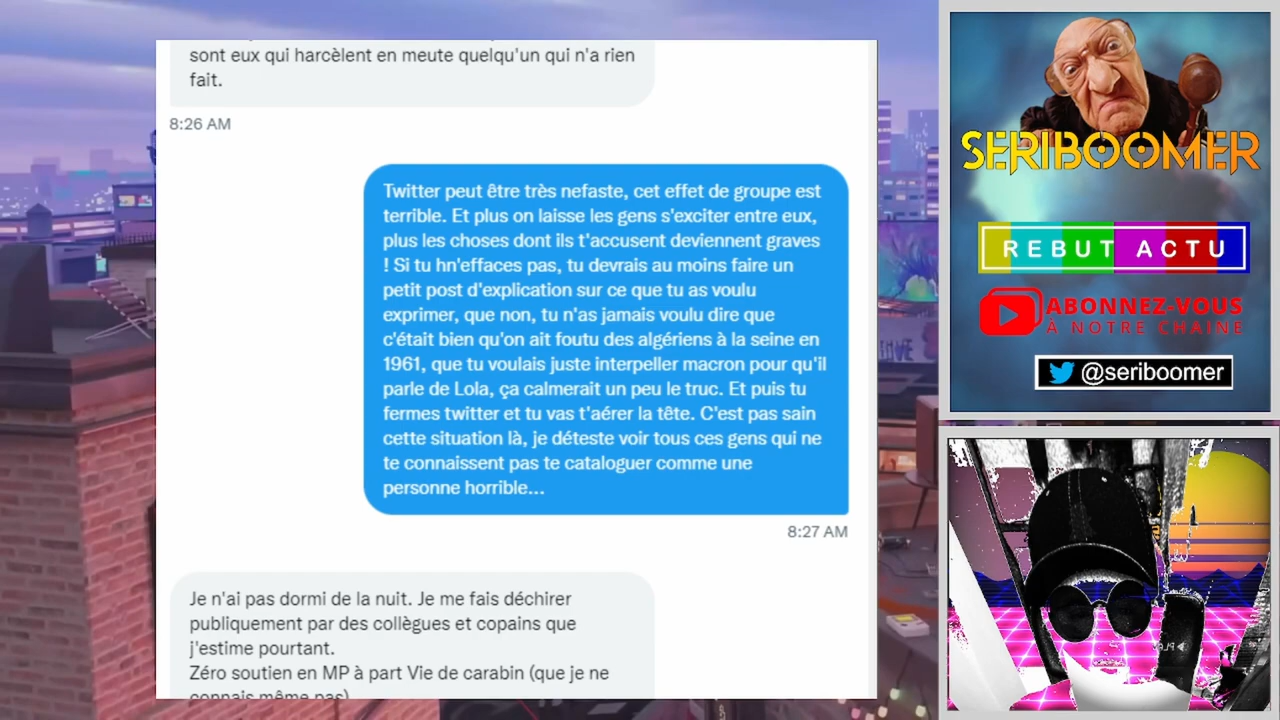 sont eux qui harcèlent en meute quelqu'un qui n'a rien
fait.
8:26 AM
Twitter peut être très nefaste, cet effet de groupe est
terrible. Et plus on laisse les gens s'exciter entre eux,
plus les choses dont ils t'accusent deviennent graves
! Si tu hn'effaces pas, tu devrais au moins faire un
petit post d'explication sur ce que tu as voulu
exprimer, que non, tu n'as jamais voulu dire que
c'était bien qu'on ait foutu des algériens à la seine en
1961, que tu voulais juste interpeller macron pour qu'il
parle de Lola, ça calmerait un peu le truc. Et puis tu
fermes twitter et tu vas t'aérer la tête. C'est pas sain
cette situation là, je déteste voir tous ces gens qui ne
te connaissent pas te cataloguer comme une
personne horrible...
8:27 AM
Je n'ai pas dormi de la nuit. Je me fais déchirer
publiquement par des collègues et copains que
j'estime pourtant.
Zéro soutien en MP à part Vie de carabin (que je ne
connais même pas)
SERIBOOMER
REBUT ACTU
ABONNEZ-VOUS
À NOTRE CHAÎNE
@seriboomer